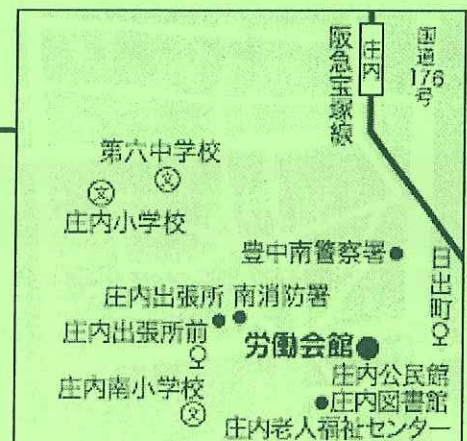 国道176号
庄内
阪急宝塚線
第六中学校
文
文
庄内小学校
豊中南警察署
日出町
庄内出張所 南消防署
庄内出張所前
労働会館
庄内南小学校
文
庄内公民館
庄内図書館
庄内老人福祉センター